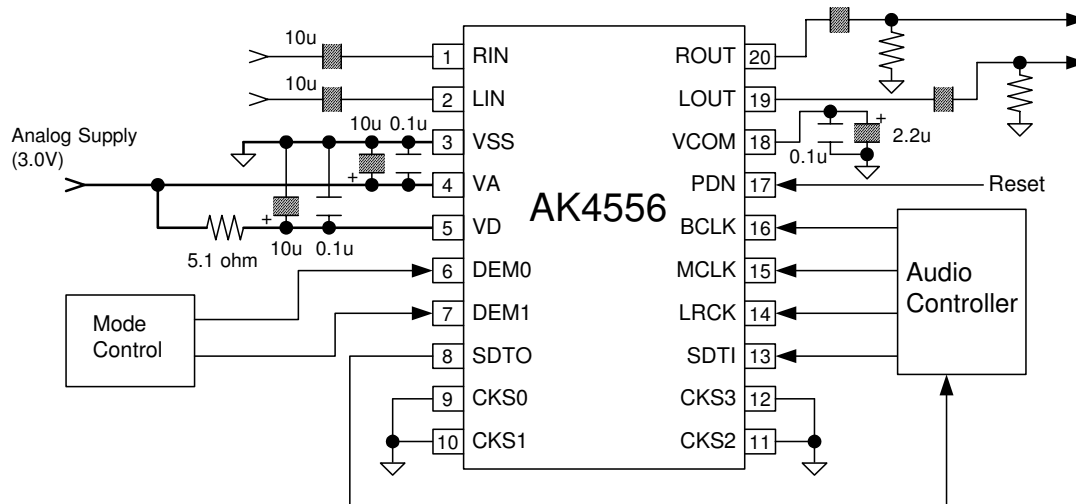 10u
10u
Analog Supply
(3.0V)
10u 0.1u
10u 0.1u
5.1 ohm
Mode
Control
1 RIN
2 LIN
3 VSS
4 VA
5 VD
6 DEM0
7 DEM1
8 SDTO
9 CKS0
10 CKS1
AK4556
ROUT 20
LOUT 19
VCOM 18
PDN 17
BCLK 16
MCLK 15
LRCK 14
SDTI 13
CKS3 12
CKS2 11
+
+
+
0.1u
2.2u
Reset
Audio
Controller